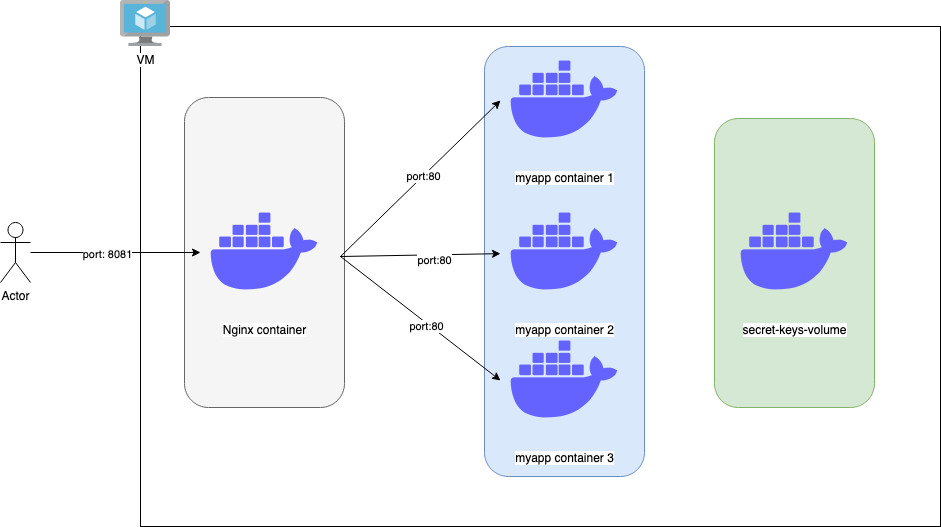 VM
port:80
myapp container 1
port: 8081
port:80
Actor
Nginx container
port:80
myapp container 2
secret-keys-volume
myapp container 3